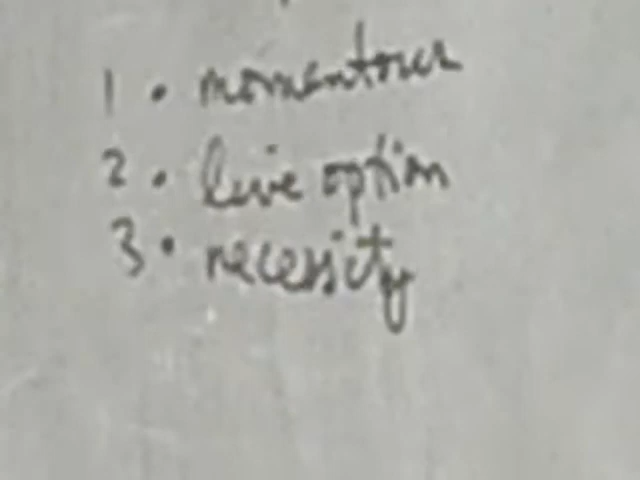 1. momentous
2. live option
3. necessity